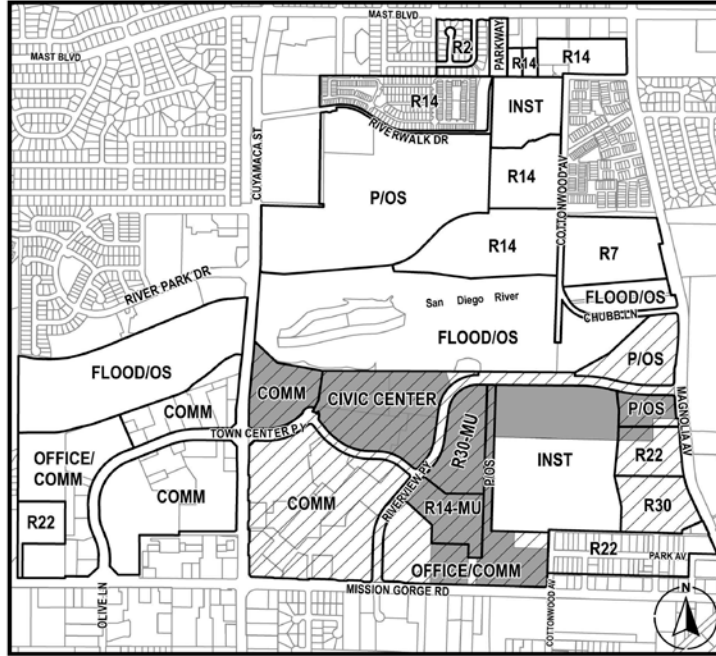 MAST BLVD
MAST BLVD
R2
PARKWAY
R14
R14
R14
RIVERWALK DR
INST
CUYAMACA ST
P/OS
R14
COTTONWOOD AV
R14
R7
RIVER PARK DR
San Diego River
FLOOD/OS
FLOOD/OS
CHUBB LN
FLOOD/OS
P/OS
COMM
CIVIC CENTER
MAGNOLIA AV
COMM
P/OS
TOWN CENTER P
R30-MU
OFFICE/
COMM
INST
R22
P/OS
COMM
COMM
RIVERVIEW PY
R14-MU
R30
R22
OFFICE/COMM
R22
PARK AV
MISSION GORGE RD
OLIVE LN
COTTONWOOD AV
N